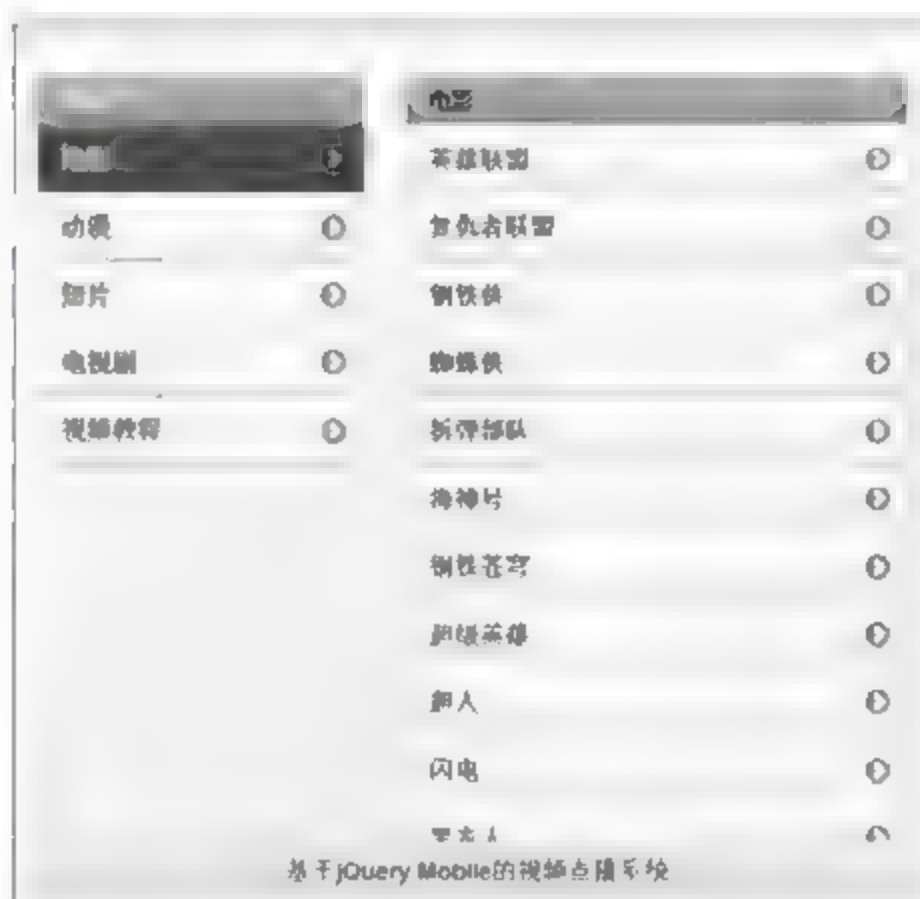 动漫
短片
电视剧
视频教程
电影
英雄联盟
复仇者联盟
钢铁侠
蜘蛛侠
拆弹部队
海神号
钢铁苍穹
超级英雄
超人
闪电
基于jQuery Mobile的视频点播系统